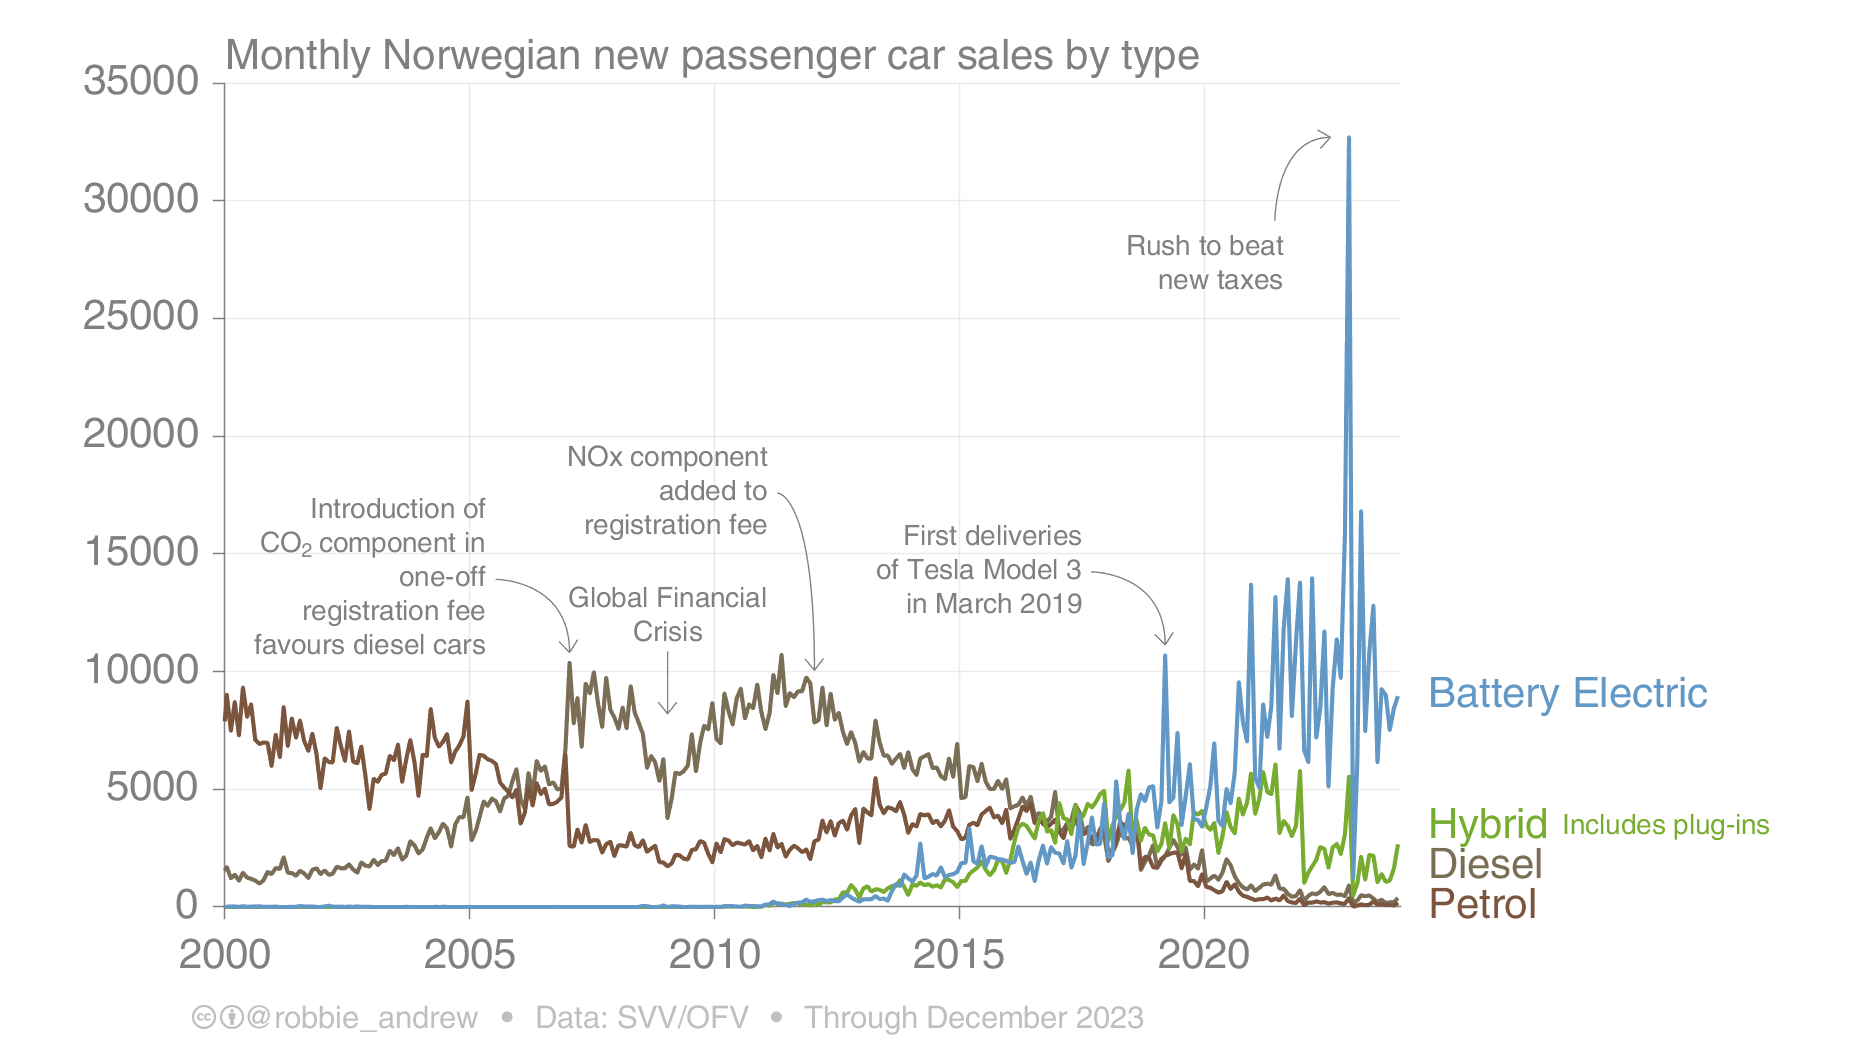 Monthly Norwegian new passenger car sales by type
35000
30000
25000
20000
15000
10000
5000
0
Rush to beat
new taxes
NOx component
added to
registration fee
Introduction of
CO₂ component in
one-off
registration fee
favours diesel cars
Global Financial
Crisis
First deliveries
of Tesla Model 3
in March 2019
Battery Electric
Hybrid Includes plug-ins
Diesel
Petrol
2000 2005 2010 2015 2020
cc @robbie_andrew • Data: SVV/OFV • Through December 2023